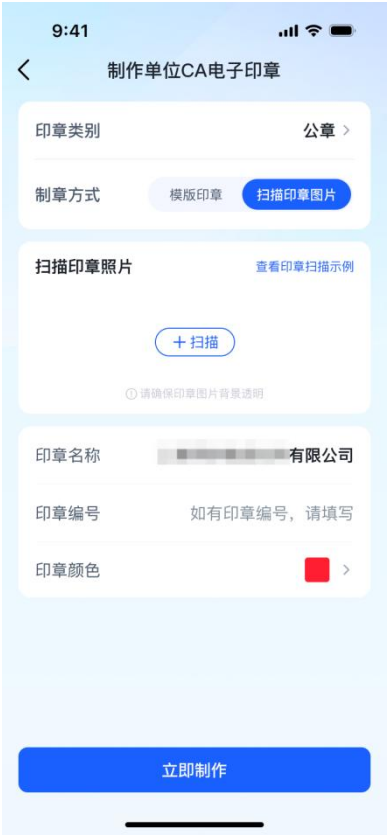 9:41
制作单位CA电子印章
印章类别 公章
制章方式 模版印章 扫描印章图片
扫描印章照片 查看印章扫描示例
＋扫描
请确保印章图片背景透明
印章名称 有限公司
印章编号 如有印章编号，请填写
印章颜色
立即制作